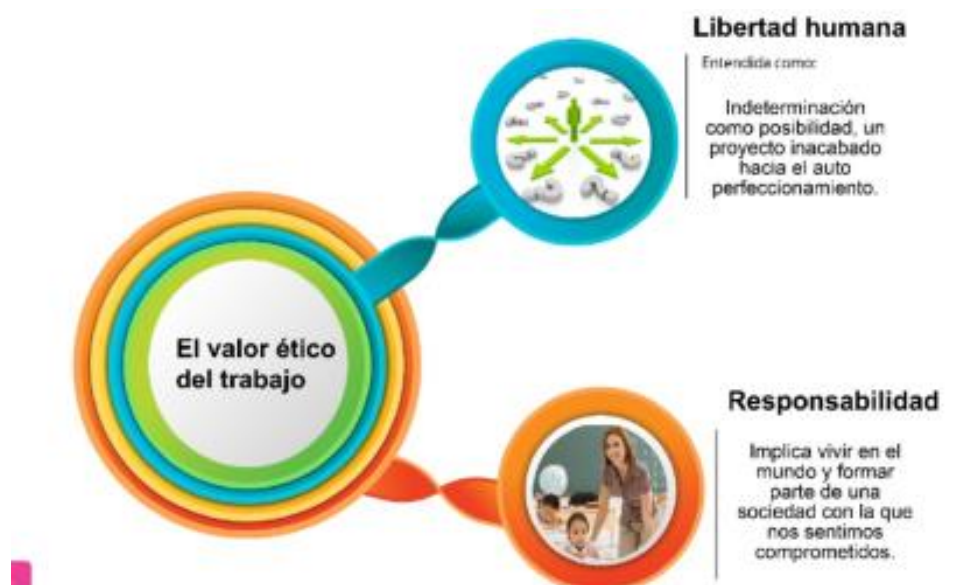 Libertad humana
Entendida como:
Indeterminación
como posibilidad, un
proyecto inacabado
hacia el auto
perfeccionamiento.
El valor ético
del trabajo
Responsabilidad
Implica vivir en el
mundo y formar
parte de una
sociedad con la que
nos sentimos
comprometidos.